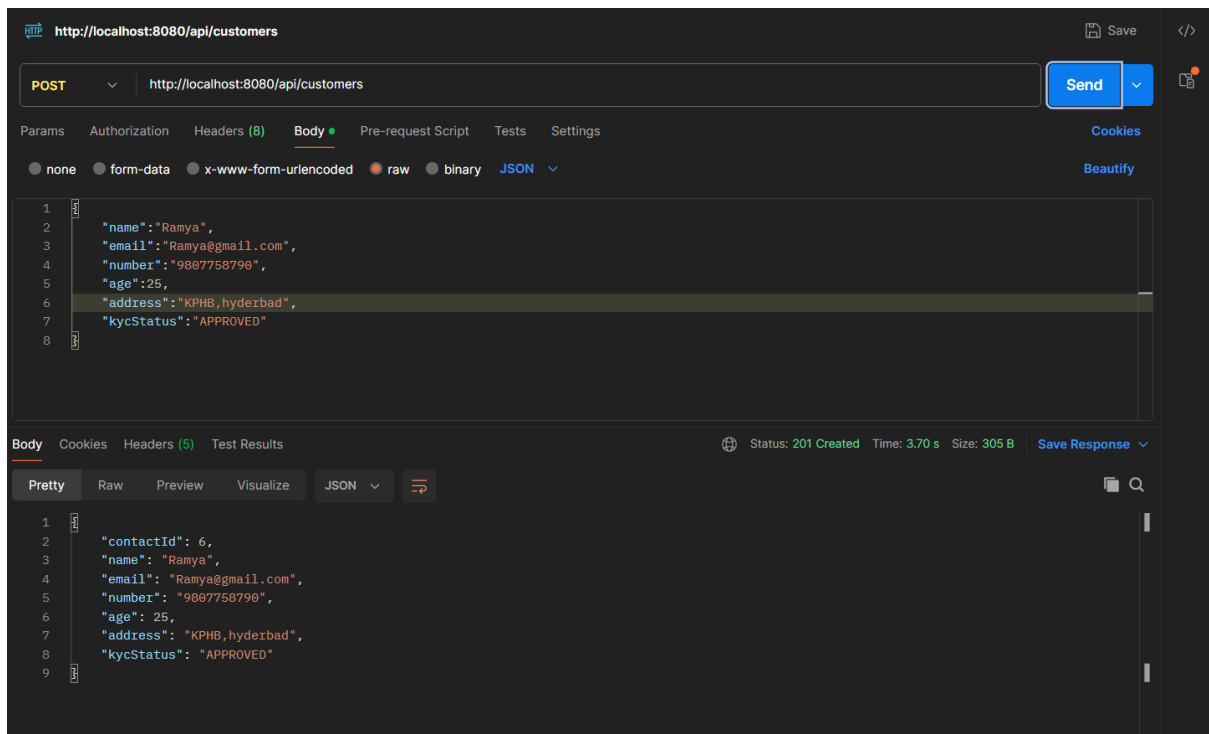 HTTP http://localhost:8080/api/customers Save </>
POST http://localhost:8080/api/customers Send
Params Authorization Headers (8) Body Pre-request Script Tests Settings Cookies
none form-data x-www-form-urlencoded raw binary JSON Beautify
1 {
2 "name":"Ramya",
3 "email":"Ramya@gmail.com",
4 "number":"9807758790",
5 "age":25,
6 "address":"KPHB,hyderbad",
7 "kycStatus":"APPROVED"
8 }
Body Cookies Headers (5) Test Results Status: 201 Created Time: 3.70 s Size: 305 B Save Response
Pretty Raw Preview Visualize JSON
1 {
2 "contactId": 6,
3 "name": "Ramya",
4 "email": "Ramya@gmail.com",
5 "number": "9807758790",
6 "age": 25,
7 "address": "KPHB,hyderbad",
8 "kycStatus": "APPROVED"
9 }